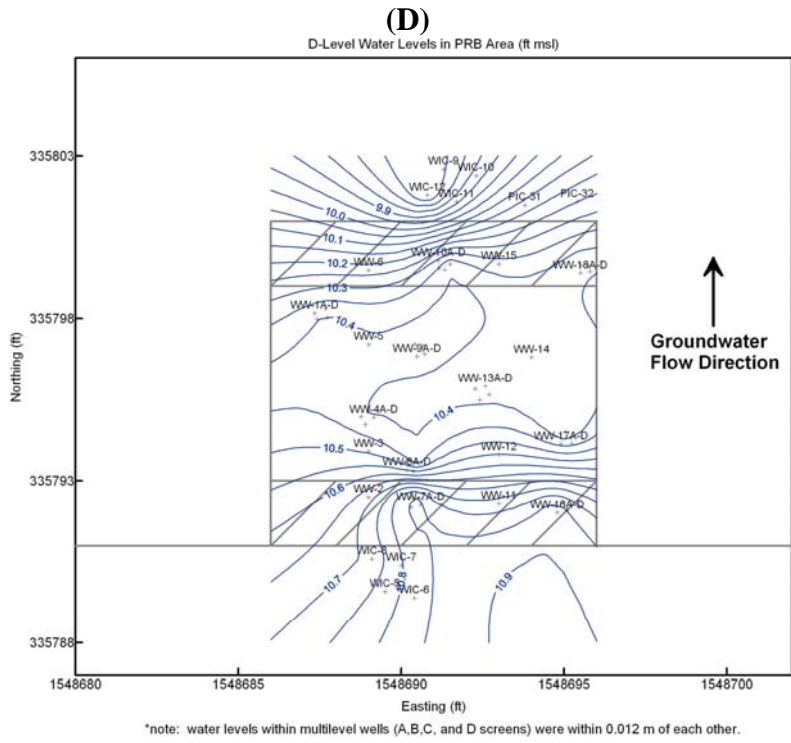 (D)
D-Level Water Levels in PRB Area (ft msl)
335803
WIC-9
WIC-10
WIC-12
WIC-11
PIC-31
PIC-32
9.9
10.0
10.1
WW-10A-D
WW-15
10.2
WW-6
WW-18A-D
10.3
WW-1A-D
335798
10.4
WW-5
WW-9A-D
WW-14
Groundwater
Flow Direction
Northing (ft)
WW-13A-D
WW-4A-D
10.4
WW-17A-D
10.5
WW-3
WW-12
WW-8A-D
335793
10.6
WW-2
WW-7A-D
WW-11
WW-16A-D
WIC-8
WIC-7
10.7
10.8
10.9
WIC-5
WIC-6
335788
1548680
1548685
1548690
1548695
1548700
Easting (ft)
*note: water levels within multilevel wells (A,B,C, and D screens) were within 0.012 m of each other.